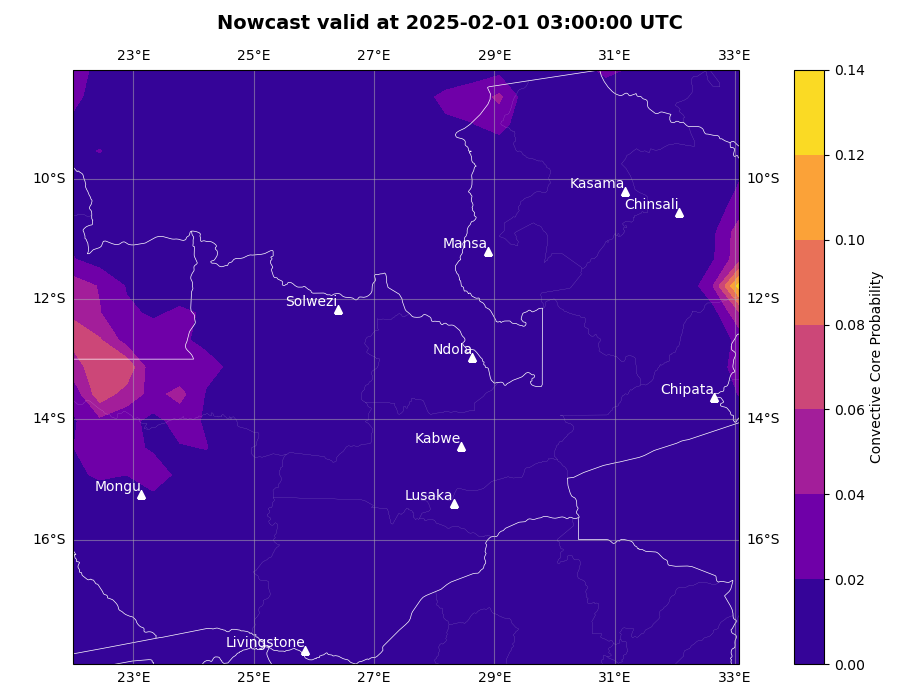 Nowcast valid at 2025-02-01 03:00:00 UTC
23°E 25°E 27°E 29°E 31°E 33°E
0.14
0.12
10°S 10°S
Kasama
Chinsali
Mansa
0.10
12°S 12°S
Solwezi
0.08
Ndola
Chipata
0.06
14°S 14°S
Kabwe
Mongu
Lusaka
0.04
16°S 16°S
0.02
Livingstone
0.00
23°E 25°E 27°E 29°E 31°E 33°E
Convective Core Probability